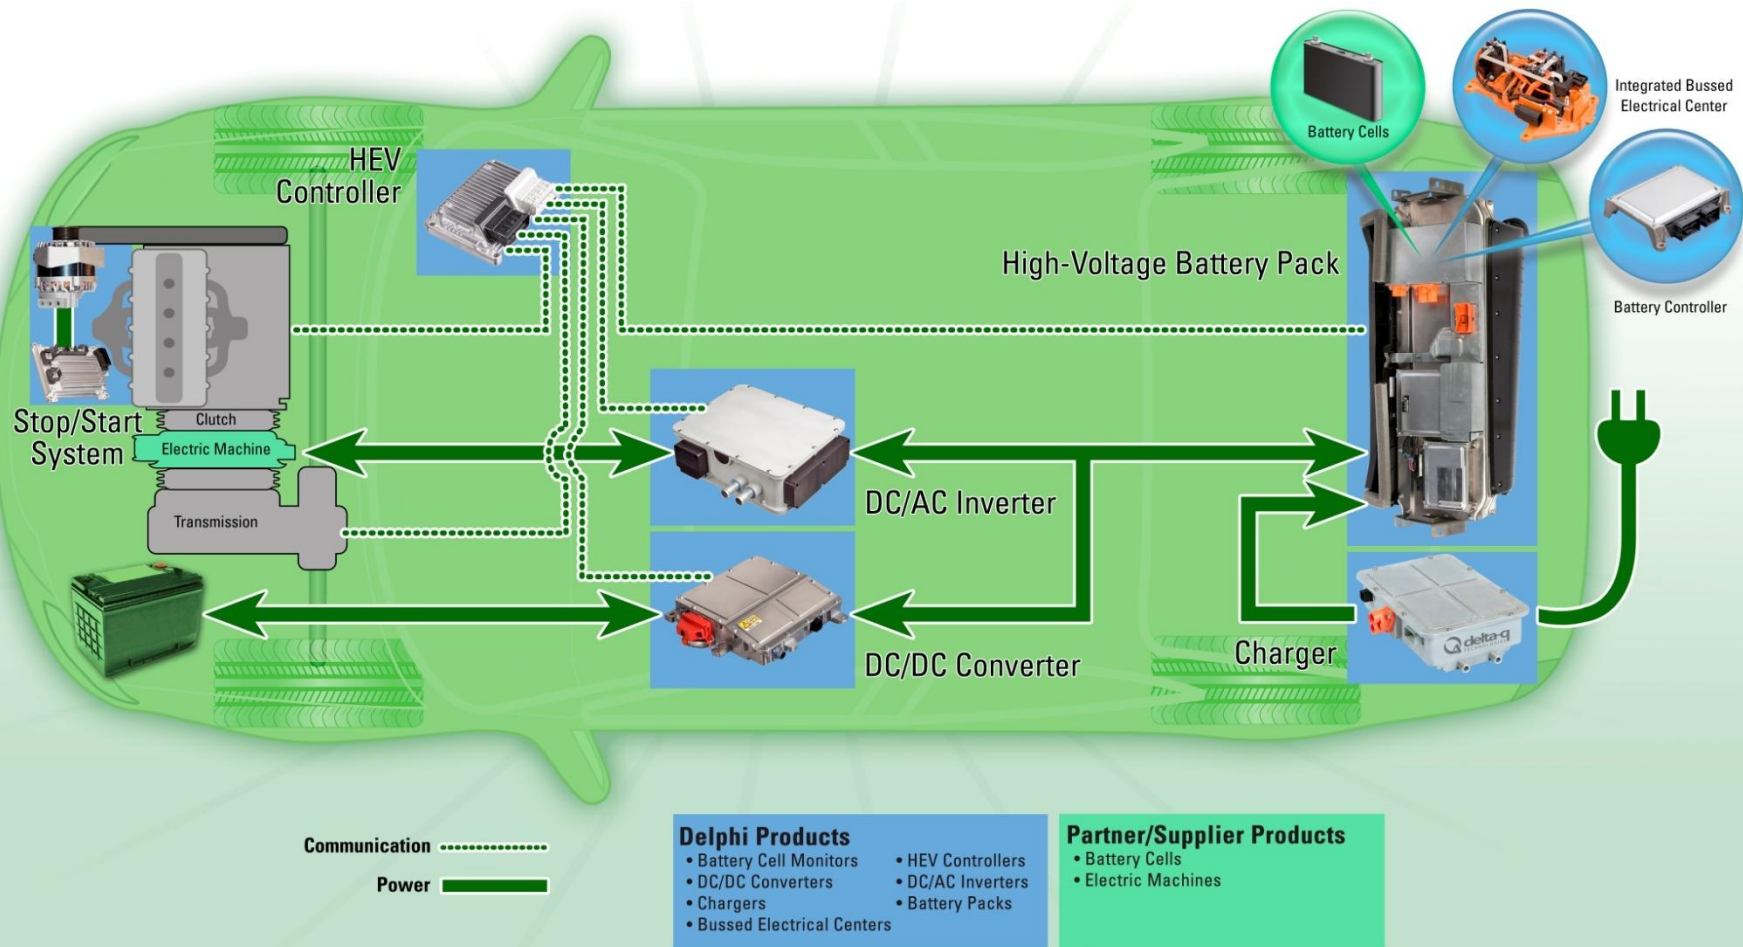 Battery Cells
Integrated Bussed
Electrical Center
HEV
Controller
High-Voltage Battery Pack
Battery Controller
Stop/Start
System
Clutch
Electric Machine
Transmission
DC/AC Inverter
DC/DC Converter
Charger
delta-q
TECHNOLOGIES
Communication
Power
Delphi Products
• Battery Cell Monitors
• DC/DC Converters
• Chargers
• Bussed Electrical Centers
• HEV Controllers
• DC/AC Inverters
• Battery Packs
Partner/Supplier Products
• Battery Cells
• Electric Machines